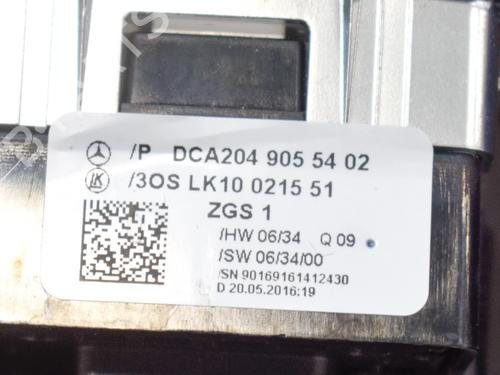 /P DCA204 905 54 02
LK /3OS LK10 0215 51
ZGS 1
/HW 06/34 Q 09
/SW 06/34/00
/SN 90169161412430
D 20.05.2016:19